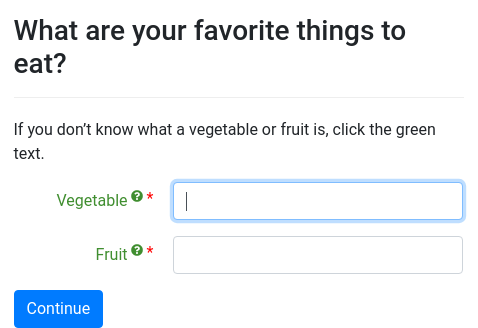 What are your favorite things to
eat?
If you don’t know what a vegetable or fruit is, click the green
text.
Vegetable ? *
Fruit ? *
Continue